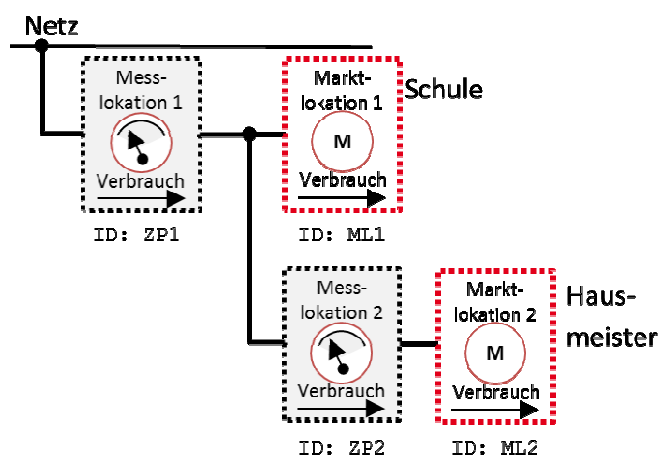 Netz
Mess-
lokation 1
Verbrauch
ID: ZP1
Markt-
lokation 1
M
Verbrauch
ID: ML1
Schule
Mess-
lokation 2
Verbrauch
ID: ZP2
Markt-
lokation 2
M
Verbrauch
ID: ML2
Haus-
meister